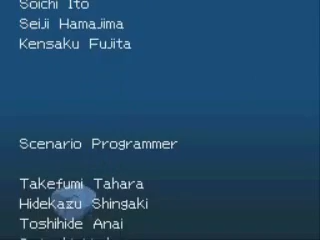 Soichi Ito
Seiji Hamajima
Kensaku Fujita
Scenario Programmer
Takefumi Tahara
Hidekazu Shingaki
Toshihide Anai